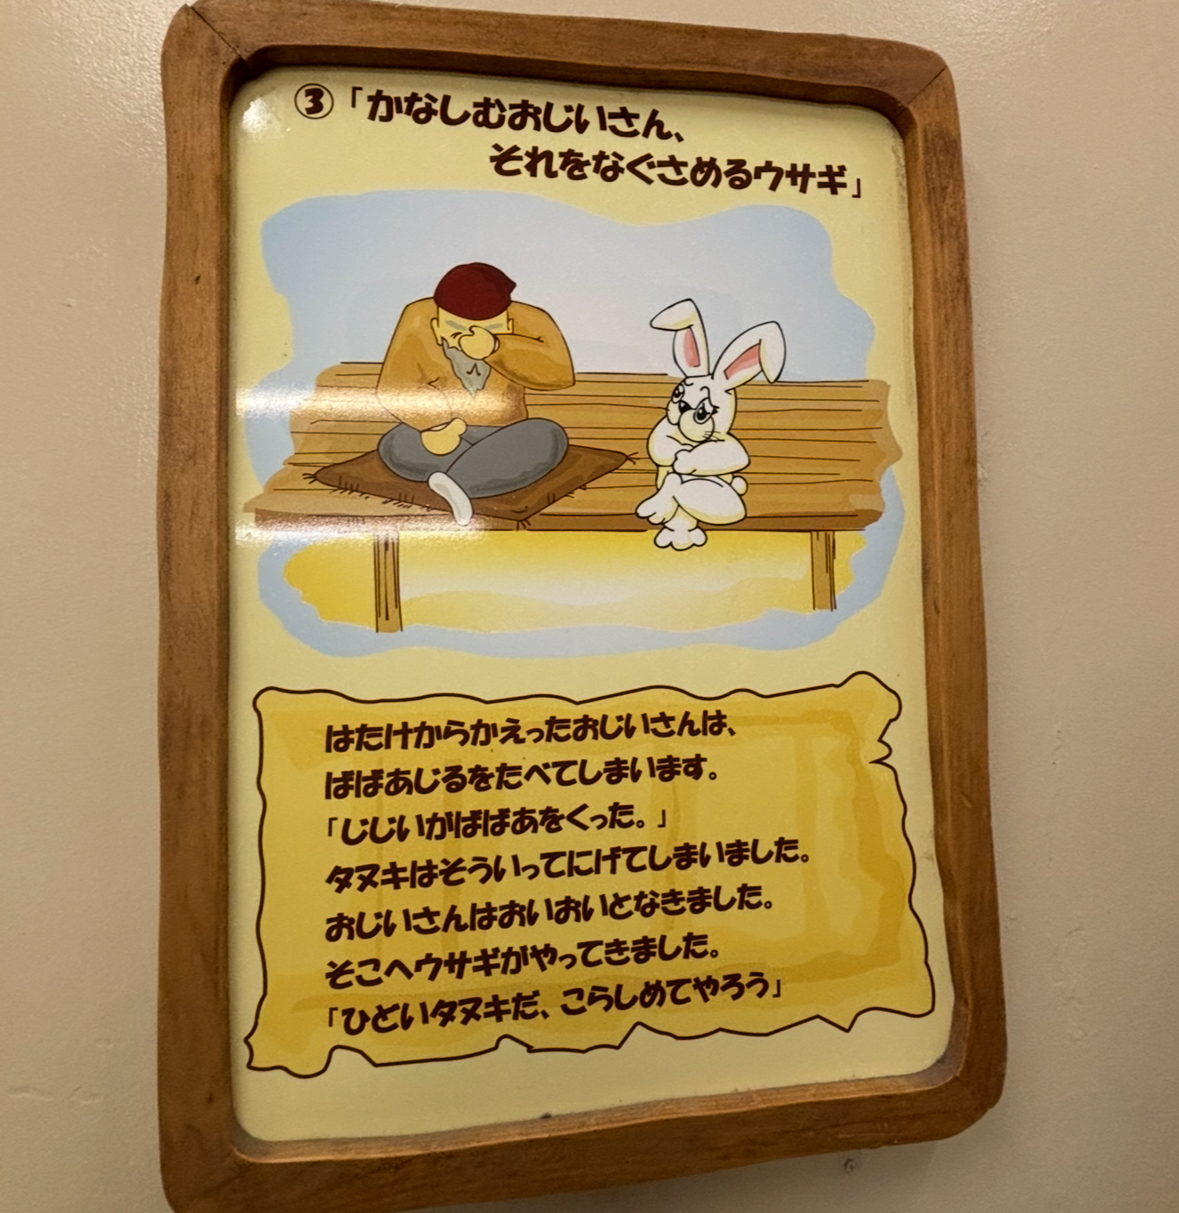 ③「かなしむおじいさん、
それをなぐさめるウサギ」
はたけからかえったおじいさんは、
ばばあじるをたべてしまいます。
「じじいがばばあをくった。」
タヌキはそういってにげてしまいました。
おじいさんはおいおいとなきました。
そこへウサギがやってきました。
「ひどいタヌキだ、こらしめてやろう」